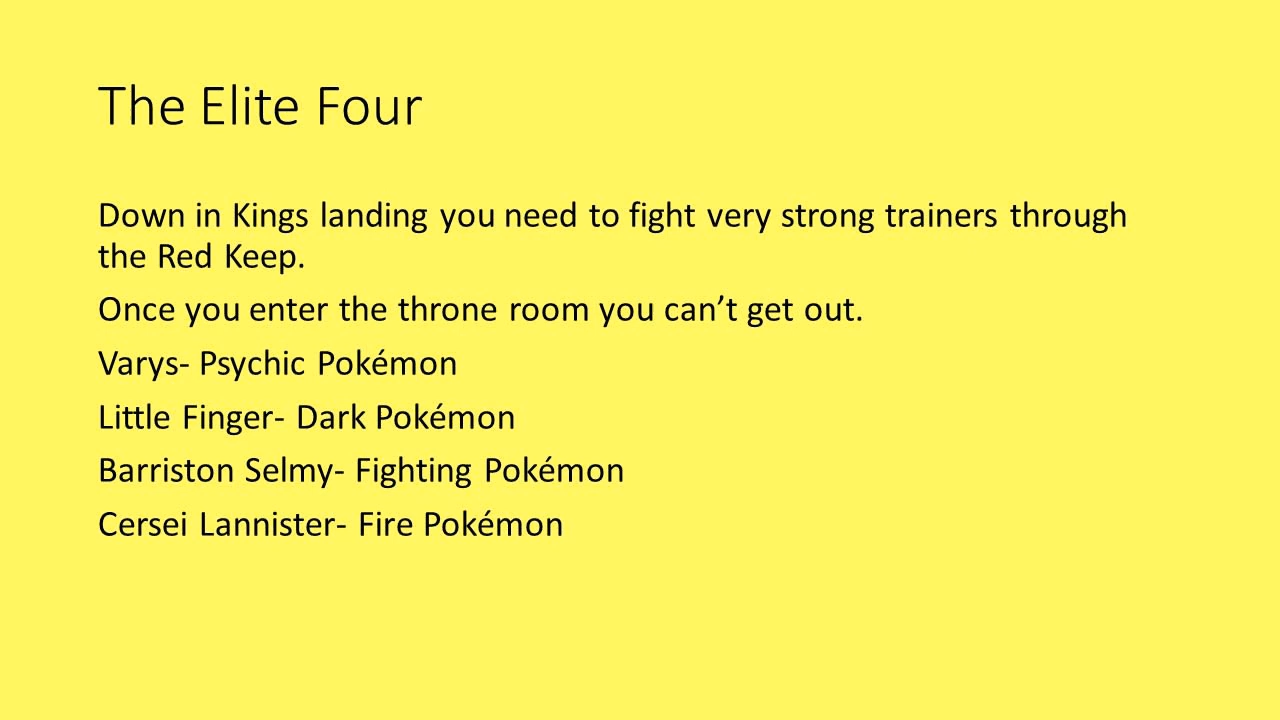 The Elite Four
Down in Kings landing you need to fight very strong trainers through
the Red Keep.
Once you enter the throne room you can’t get out.
Varys- Psychic Pokémon
Little Finger- Dark Pokémon
Barriston Selmy- Fighting Pokémon
Cersei Lannister- Fire Pokémon